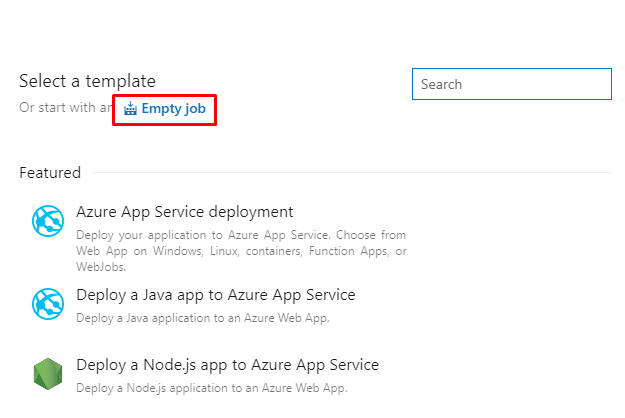 Select a template
Search
Or start with an Empty job
Featured
Azure App Service deployment
Deploy your application to Azure App Service. Choose from
Web App on Windows, Linux, containers, Function Apps, or
WebJobs.
Deploy a Java app to Azure App Service
Deploy a Java application to an Azure Web App.
Deploy a Node.js app to Azure App Service
Deploy a Node.js application to an Azure Web App.